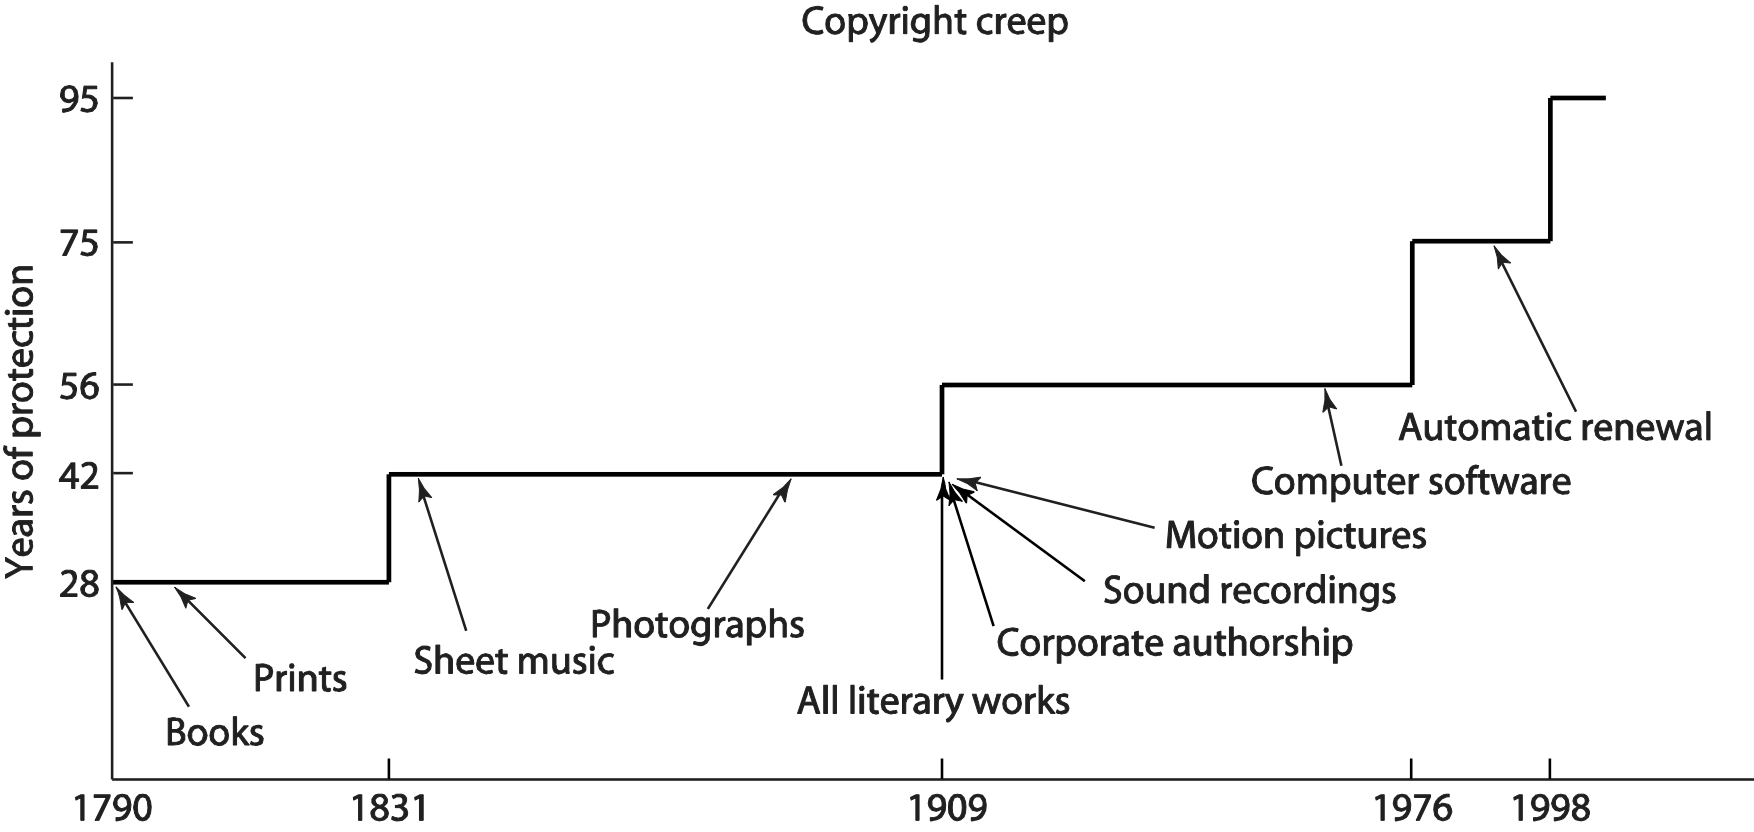 Copyright creep
Years of protection
95
75
56
42
28
Automatic renewal
Computer software
Motion pictures
Sound recordings
Photographs
Corporate authorship
Sheet music
Prints
All literary works
Books
1790
1831
1909
1976
1998